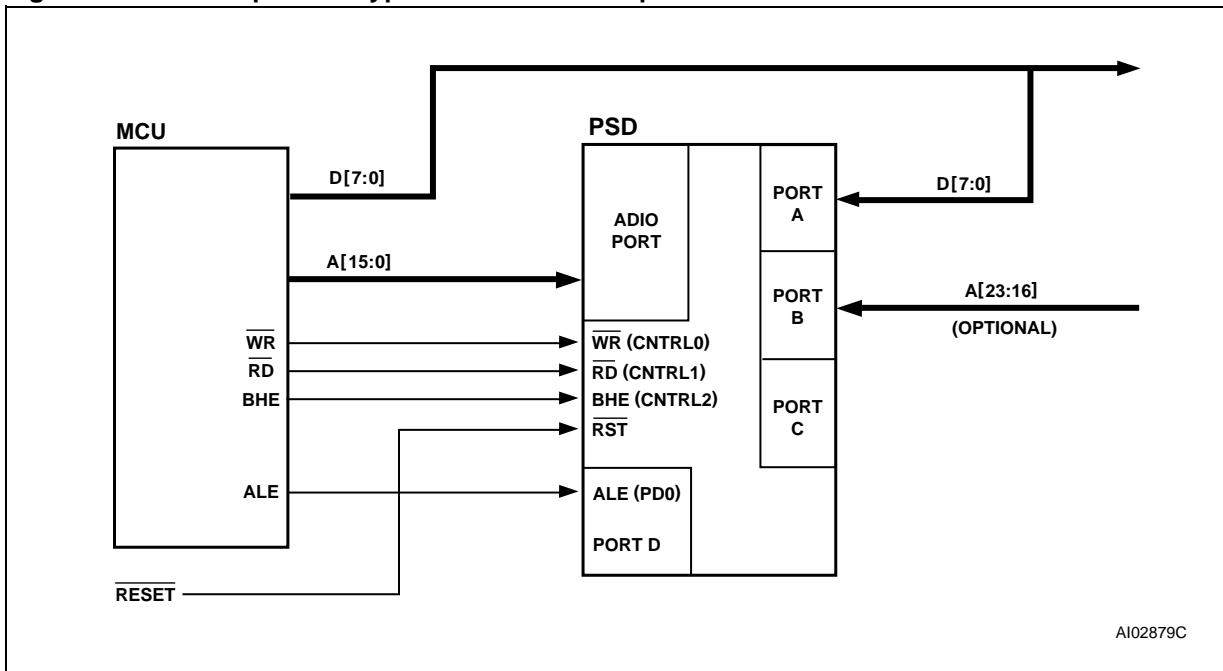 MCU
PSD
D[7:0]
D[7:0]
ADIO
PORT
PORT
A
A[15:0]
PORT
B
A[23:16]
(OPTIONAL)
WR
WR (CNTRL0)
RD
RD (CNTRL1)
BHE
BHE (CNTRL2)
PORT
C
RST
ALE
ALE (PD0)
PORT D
RESET
AI02879C